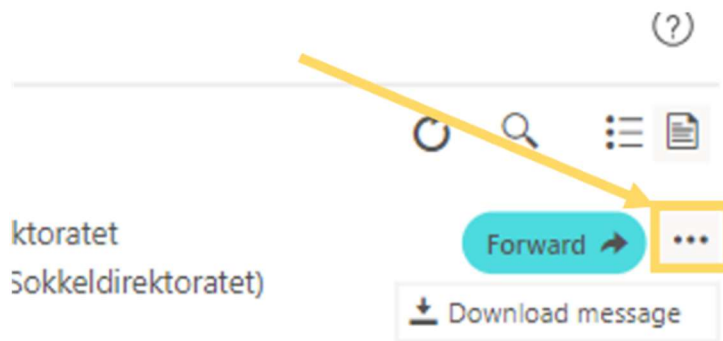 ktoratet
Forward
Sokkeldirektoratet)
Download message